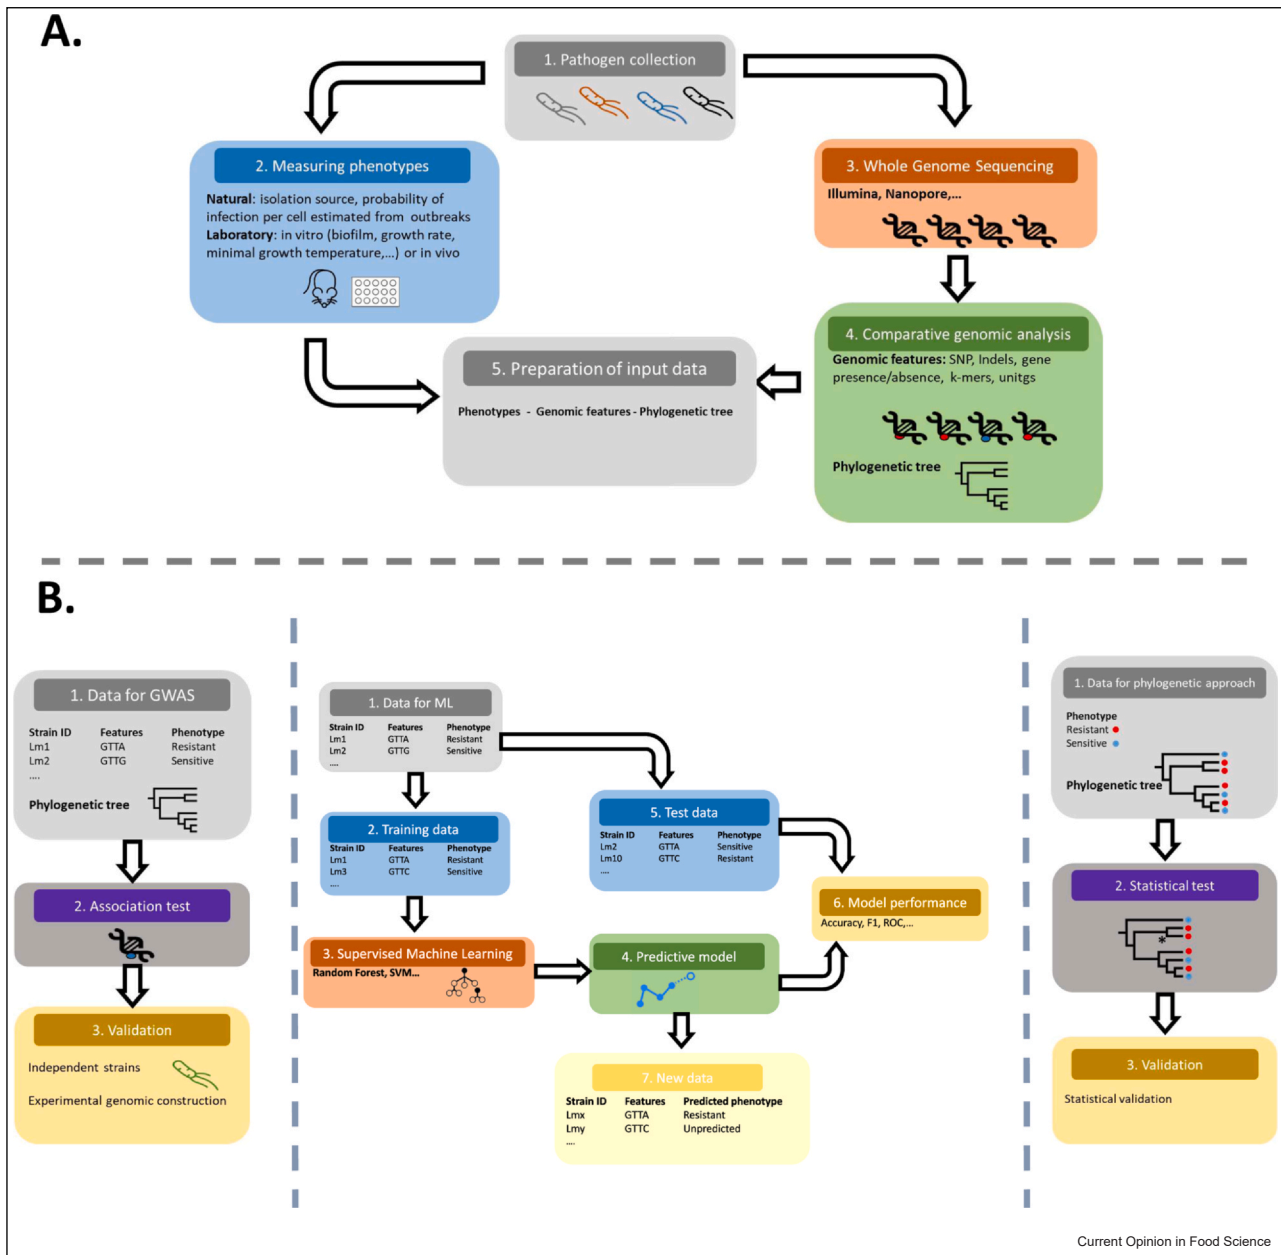 A.
1. Pathogen collection
2. Measuring phenotypes
Natural: isolation source, probability of
infection per cell estimated from outbreaks
Laboratory: in vitro (biofilm, growth rate,
minimal growth temperature,...) or in vivo
3. Whole Genome Sequencing
Illumina, Nanopore,...
4. Comparative genomic analysis
Genomic features: SNP, Indels, gene
presence/absence, k-mers, unitgs
Phylogenetic tree
5. Preparation of input data
Phenotypes - Genomic features - Phylogenetic tree
B.
1. Data for GWAS
Strain ID Features Phenotype
Lm1 GTTA Resistant
Lm2 GTTG Sensitive
....
Phylogenetic tree
2. Association test
3. Validation
Independent strains
Experimental genomic construction
1. Data for ML
Strain ID Features Phenotype
Lm1 GTTA Resistant
Lm2 GTTG Sensitive
....
2. Training data
Strain ID Features Phenotype
Lm1 GTTA Resistant
Lm3 GTTC Sensitive
....
3. Supervised Machine Learning
Random Forest, SVM...
4. Predictive model
5. Test data
Strain ID Features Phenotype
Lm2 GTTA Sensitive
Lm10 GTTC Resistant
....
6. Model performance
Accuracy, F1, ROC,...
7. New data
Strain ID Features Predicted phenotype
Lmx GTTA Resistant
Lmy GTTC Unpredicted
....
1. Data for phylogenetic approach
Phenotype
Resistant
Sensitive
Phylogenetic tree
2. Statistical test
*
3. Validation
Statistical validation
Current Opinion in Food Science